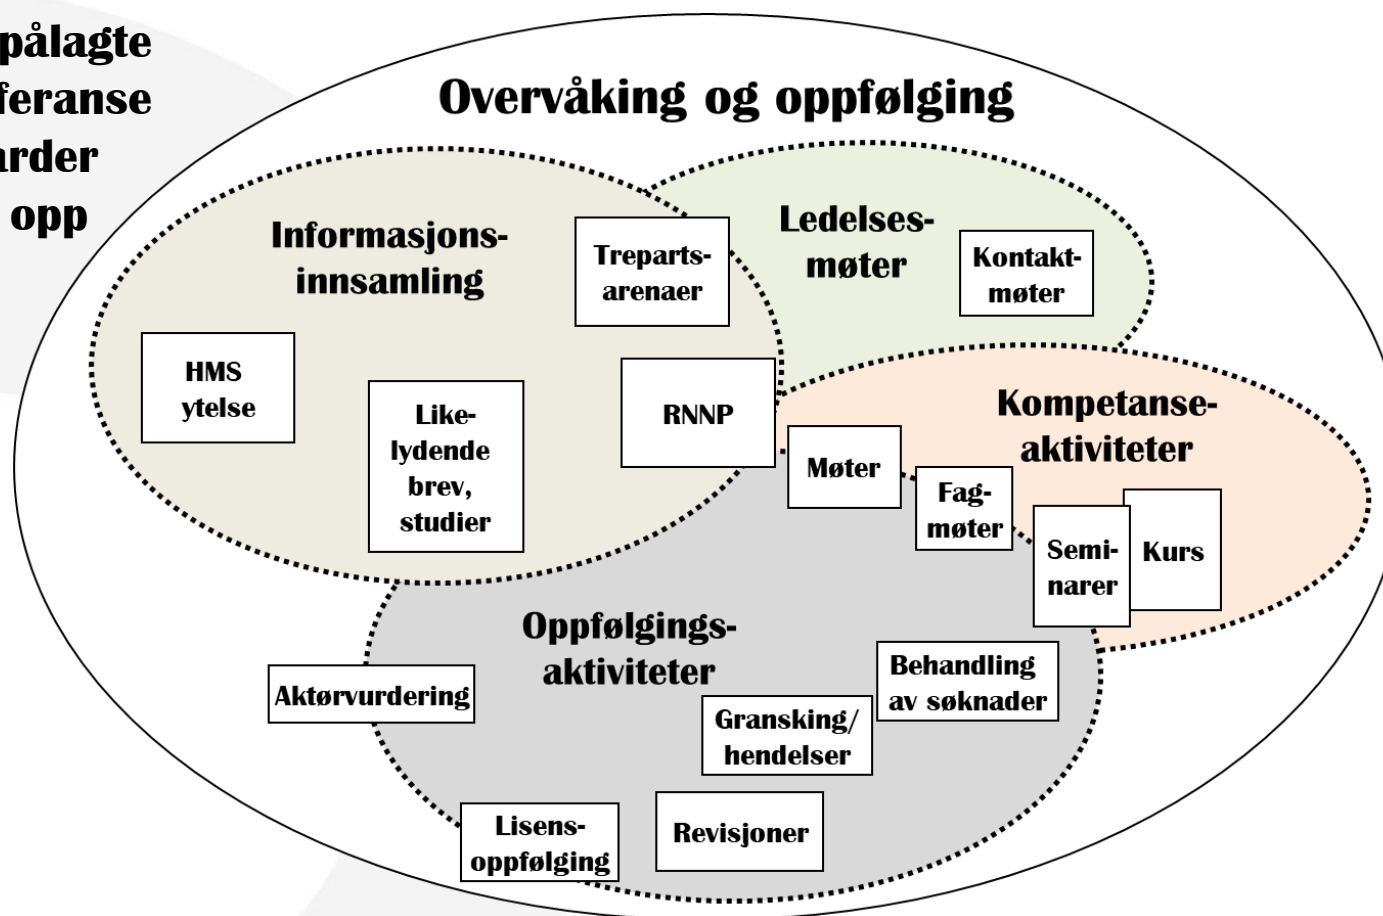 pålagte
feranse
arder
opp
Overvåking og oppfølging
Informasjons-
innsamling
Treparts-
arenaer
Ledelses-
møter
Kontakt-
møter
HMS
ytelse
Like-
lydende
brev,
studier
RNNP
Kompetanse-
aktiviteter
Møter
Fag-
møter
Semi-
narer
Kurs
Oppfølgings-
aktiviteter
Aktørvurdering
Behandling
av søknader
Gransking/
hendelser
Lisens-
oppfølging
Revisjoner